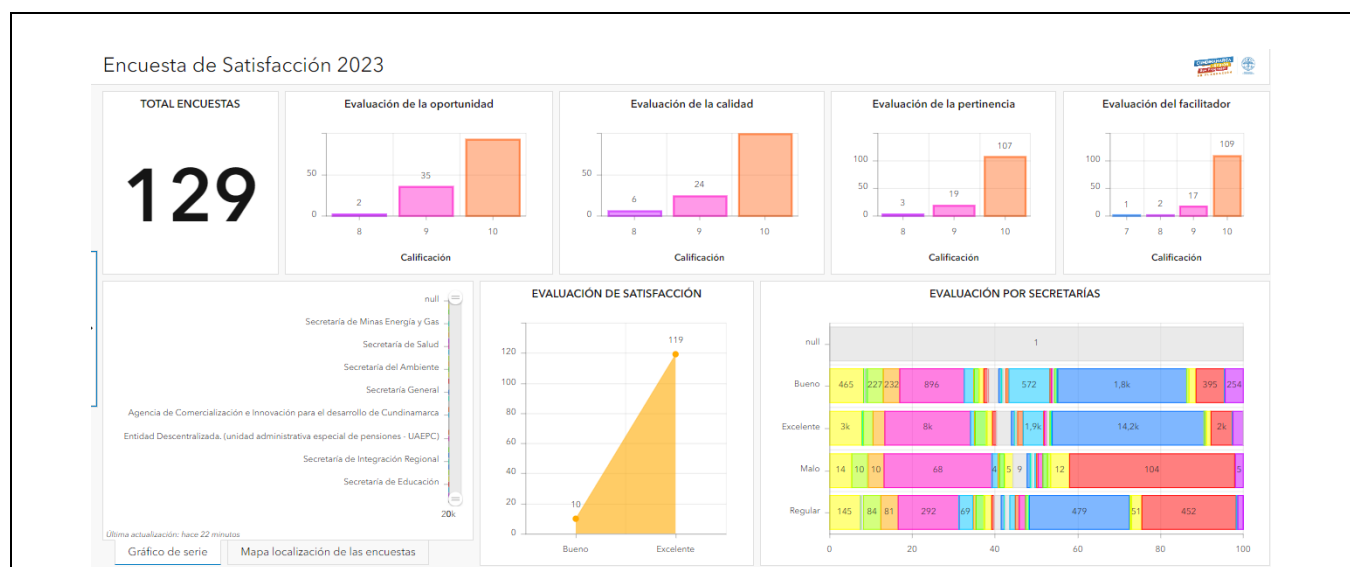 Encuesta de Satisfacción 2023
TOTAL ENCUESTAS
129
Evaluación de la oportunidad
50
0
2
35
8 9 10
Calificación
Evaluación de la calidad
50
0
6
24
8 9 10
Calificación
Evaluación de la pertinencia
100
50
0
3
19
107
8 9 10
Calificación
Evaluación del facilitador
100
50
0
1
2
17
109
7 8 9 10
Calificación
null
Secretaría de Minas Energía y Gas
Secretaría de Salud
Secretaría del Ambiente
Secretaría General
Agencia de Comercialización e Innovación para el desarrollo de Cundinamarca
Entidad Descentralizada. (unidad administrativa especial de pensiones - UAEPC)
Secretaría de Integración Regional
Secretaría de Educación
Última actualización: hace 22 minutos
Gráfico de serie
Mapa localización de las encuestas
EVALUACIÓN DE SATISFACCIÓN
120
100
80
60
40
20
0
10
119
Bueno Excelente
EVALUACIÓN POR SECRETARÍAS
null 1
Bueno 465 227 232 896 572 1,8k 395 254
Excelente 3k 8k 1,9k 14,2k 2k
Malo 14 10 10 68 4 5 9 12 104 5
Regular 145 84 81 292 69 479 51 452
0 20 40 60 80 100